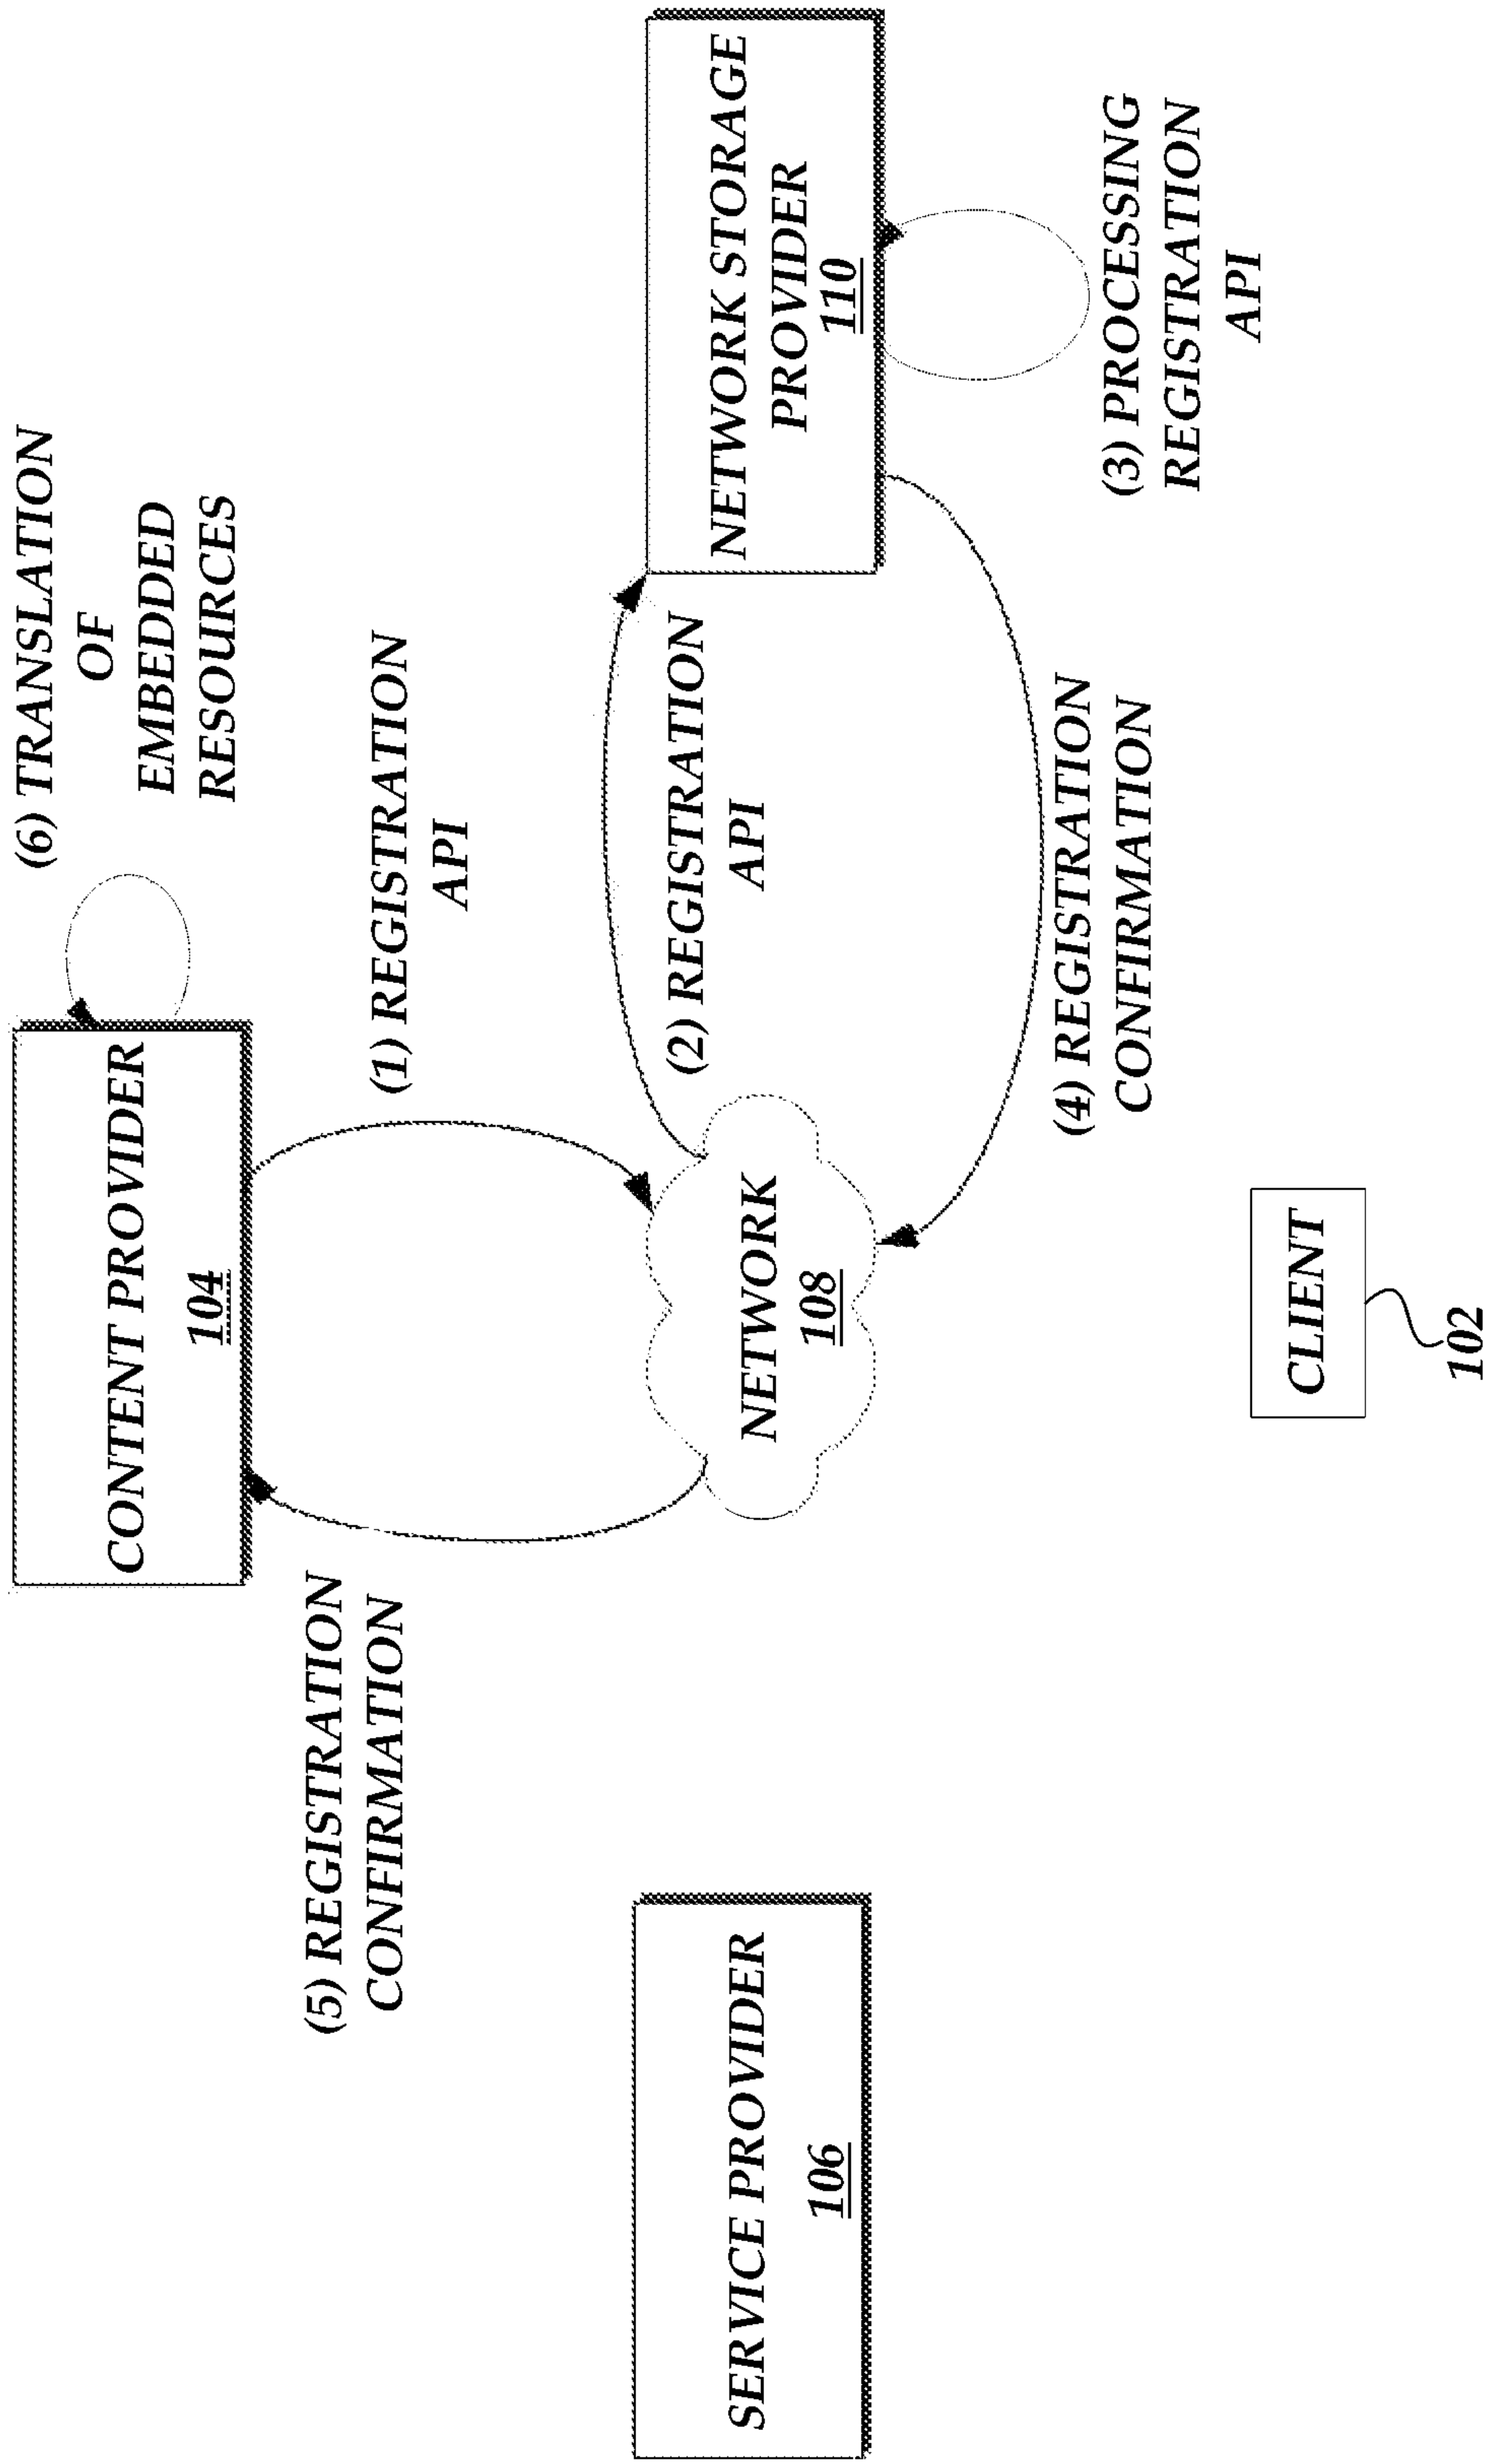 (6) TRANSLATION
OF
EMBEDDED
RESOURCES
CONTENT PROVIDER
104
(5) REGISTRATION
CONFIRMATION
(1) REGISTRATION
API
SERVICE PROVIDER
106
NETWORK
108
(2) REGISTRATION
API
NETWORK STORAGE
PROVIDER
110
(4) REGISTRATION
CONFIRMATION
(3) PROCESSING
REGISTRATION
API
CLIENT
102